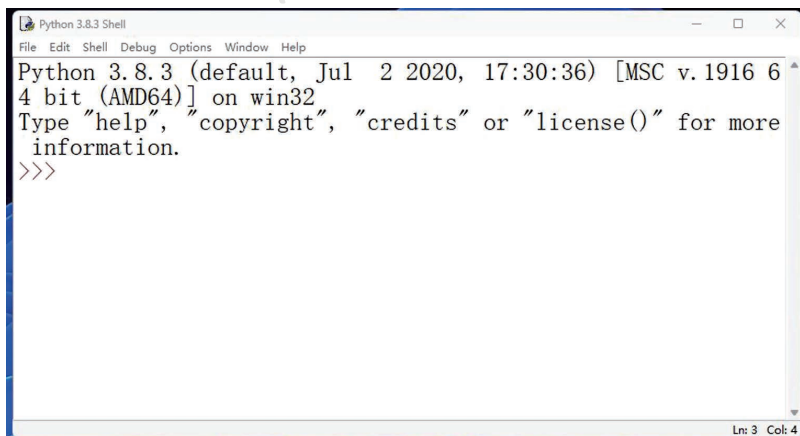 Python 3.8.3 Shell
File Edit Shell Debug Options Window Help
Python 3.8.3 (default, Jul  2 2020, 17:30:36) [MSC v.1916 6
4 bit (AMD64)] on win32
Type "help", "copyright", "credits" or "license()" for more
 information.
>>>
Ln: 3 Col: 4